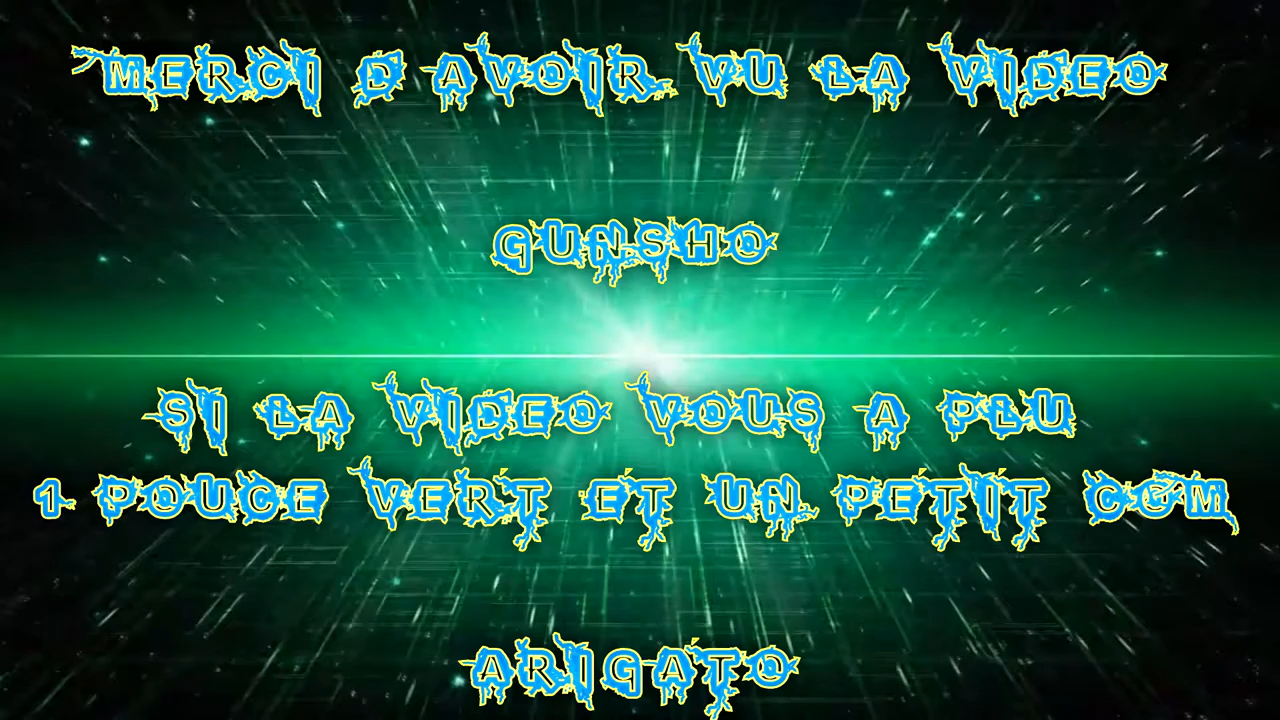 MERCI D AVOIR VU LA VIDEO
GUNSHO
SI LA VIDEO VOUS A PLU
1 POUCE VERT ET UN PETIT COM
ARIGATO